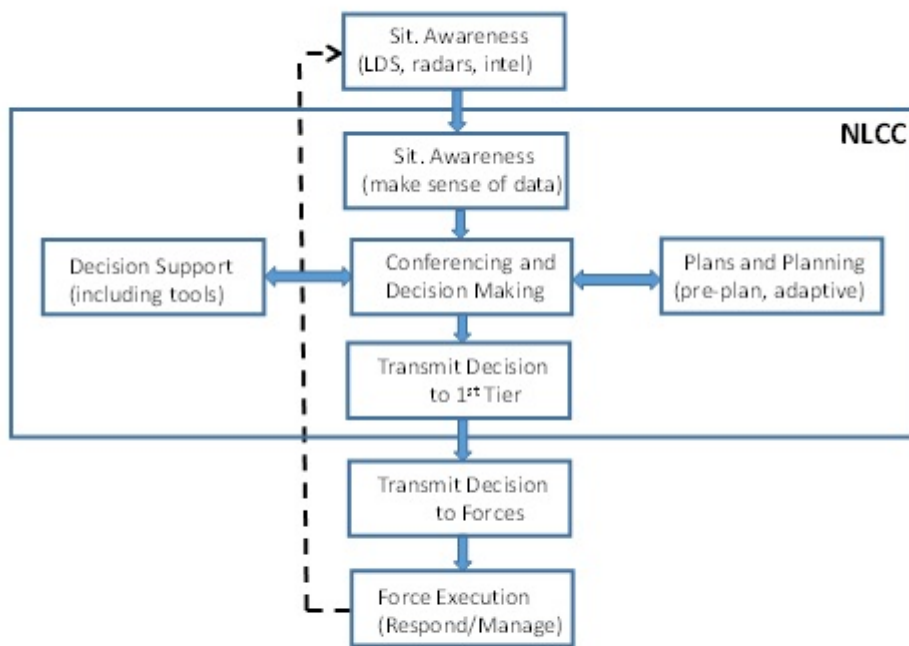 Sit. Awareness
(LDS, radars, intel)
NLCC
Sit. Awareness
(make sense of data)
Decision Support
(including tools)
Conferencing and
Decision Making
Plans and Planning
(pre-plan, adaptive)
Transmit Decision
to 1st Tier
Transmit Decision
to Forces
Force Execution
(Respond/Manage)